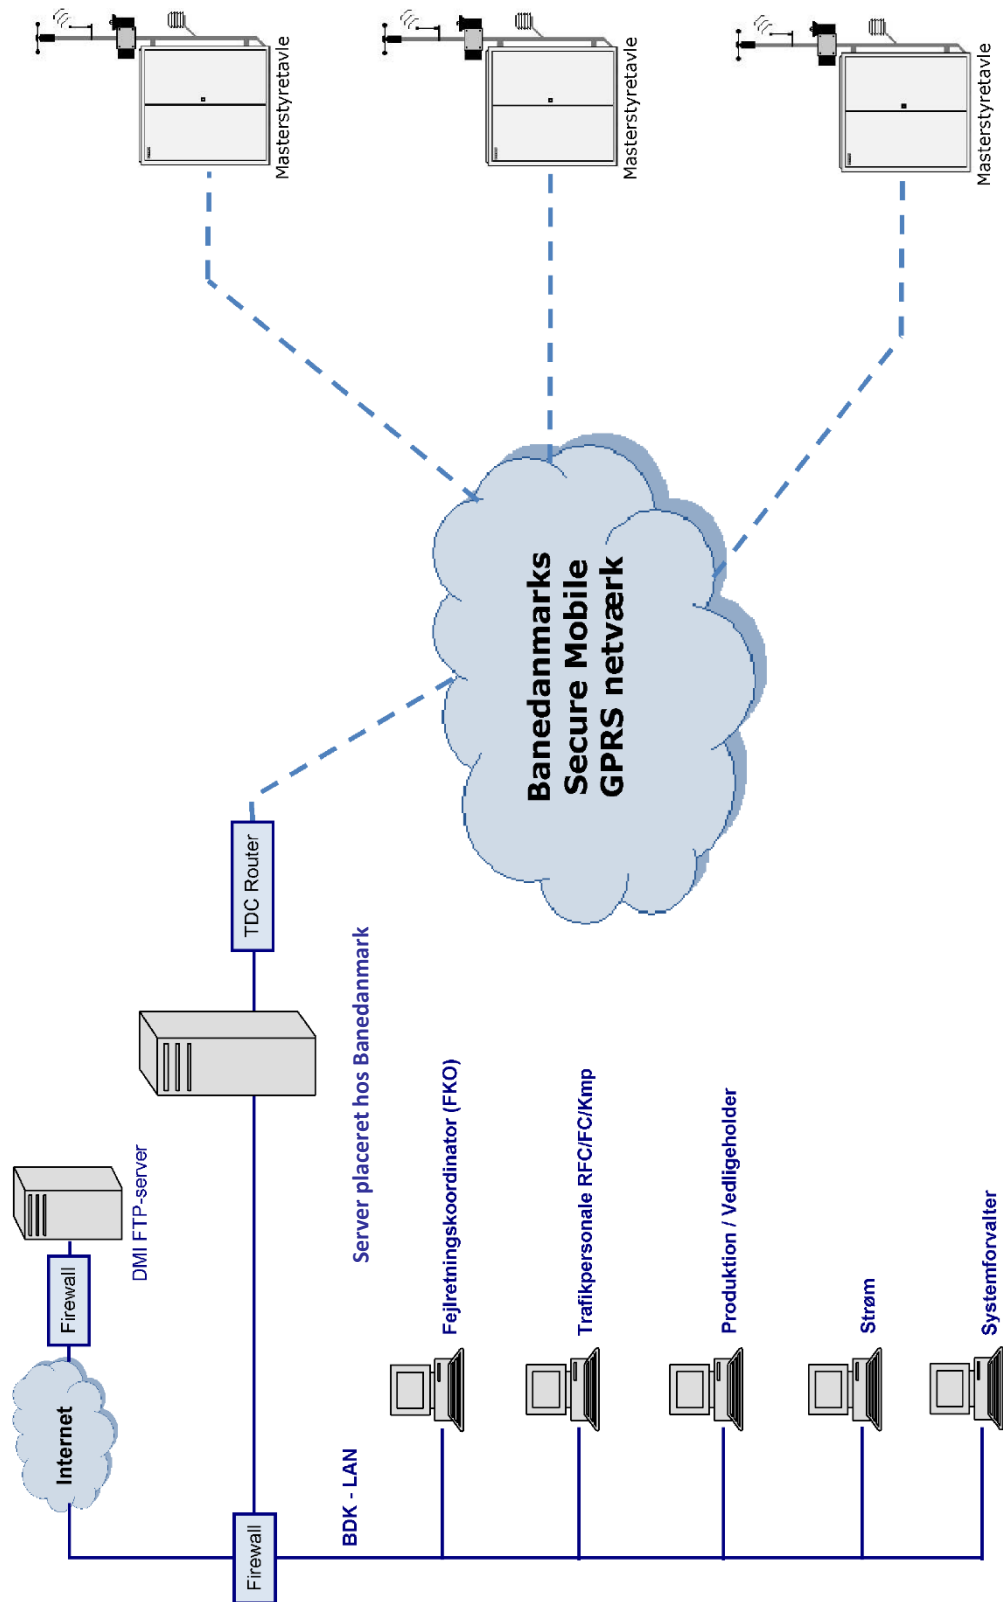 Internet
Firewall
DMI FTP-server
Firewall
Server placeret hos Banedanmark
TDC Router
BDK - LAN
Fejlretningskoordinator (FKO)
Trafikpersonale RFC/FC/Kmp
Produktion / Vedligeholder
Strøm
Systemforvalter
Banedanmarks
Secure Mobile
GPRS netværk
Masterstyretavle
Masterstyretavle
Masterstyretavle